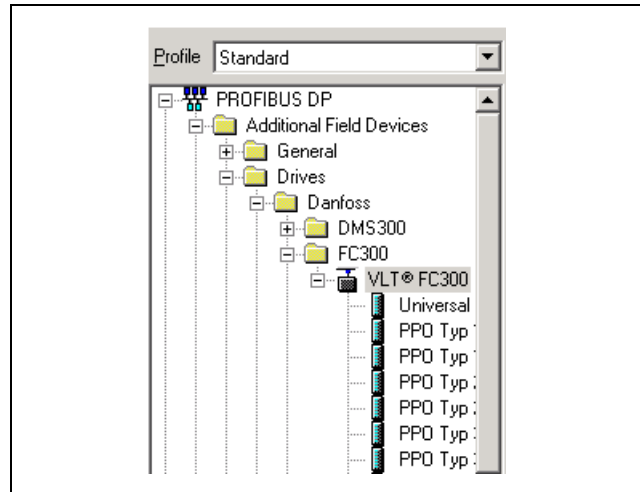 Profile Standard
PROFIBUS DP
Additional Field Devices
General
Drives
Danfoss
DMS300
FC300
VLT® FC300
Universal
PPO Typ
PPO Typ
PPO Typ
PPO Typ
PPO Typ
PPO Typ